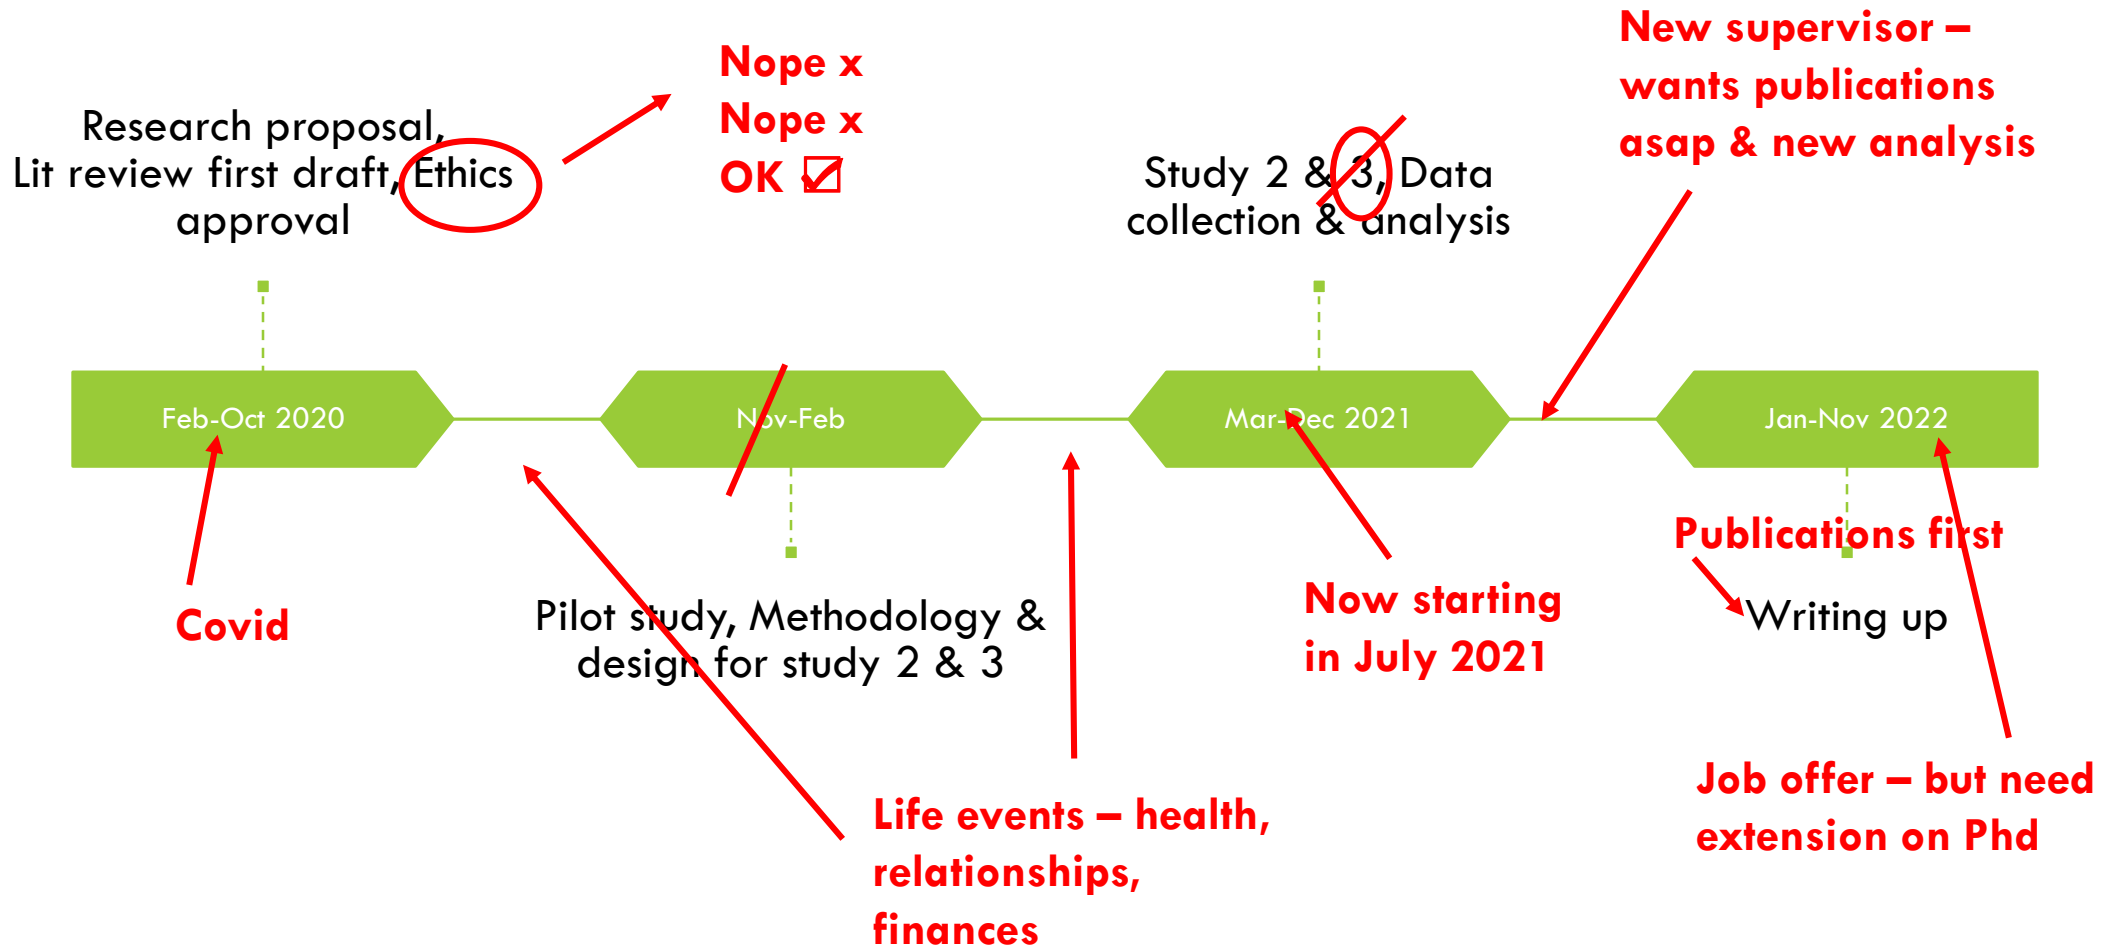 New supervisor –
wants publications
asap & new analysis
Nope x
Nope x
OK ☑
Research proposal,
Lit review first draft, Ethics
approval
Study 2 & 3, Data
collection & analysis
Feb-Oct 2020
Nov-Feb
Mar-Dec 2021
Jan-Nov 2022
Covid
Pilot study, Methodology &
design for study 2 & 3
Now starting
in July 2021
Publications first
Writing up
Life events – health,
relationships,
finances
Job offer – but need
extension on Phd